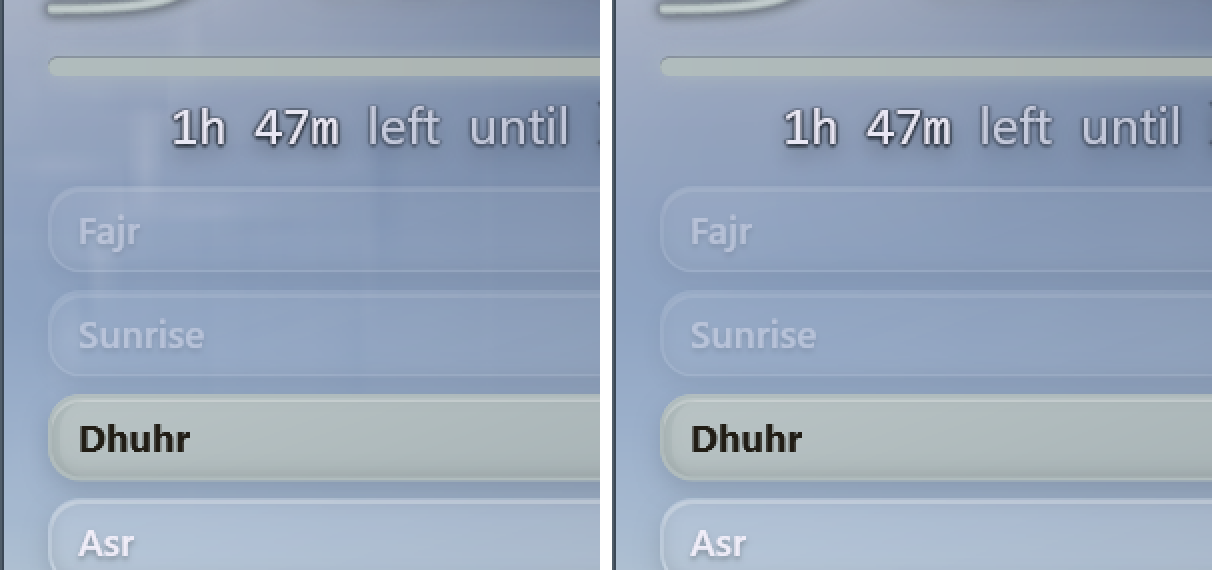 1h 47m left until
Fajr
Sunrise
Dhuhr
Asr
1h 47m left until
Fajr
Sunrise
Dhuhr
Asr